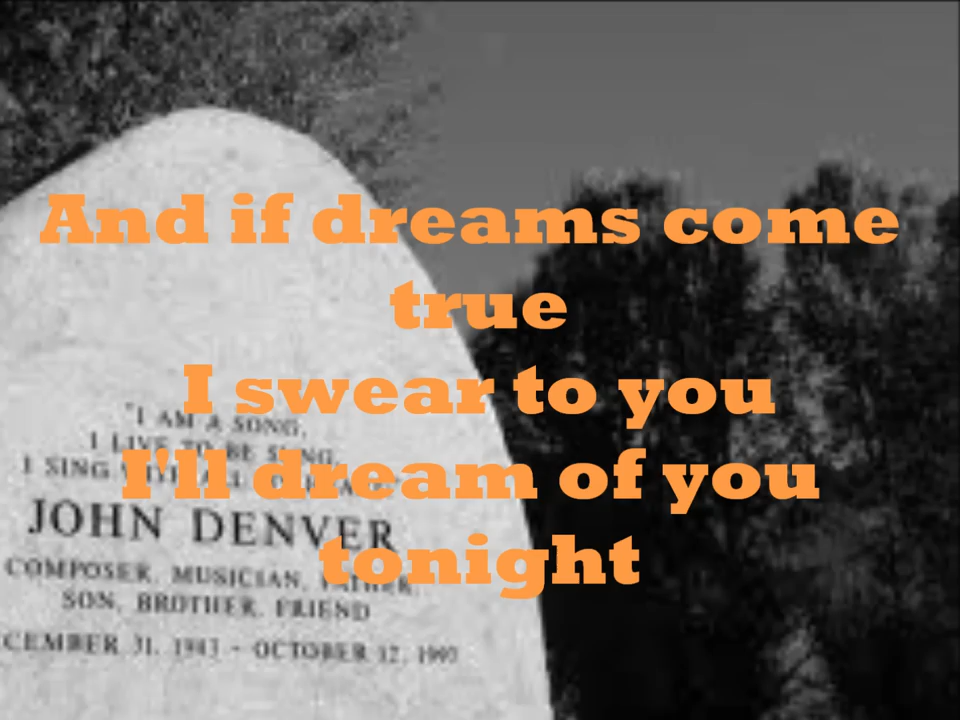 And if dreams come
true
I swear to you
I'll dream of you
tonight
"I AM A SONG,
I LIVE TO BE SUNG,
I SING
JOHN DENVER
COMPOSER, MUSICIAN, FATHER,
SON, BROTHER, FRIEND
CEMBER 31, 1943 - OCTOBER 12, 1997